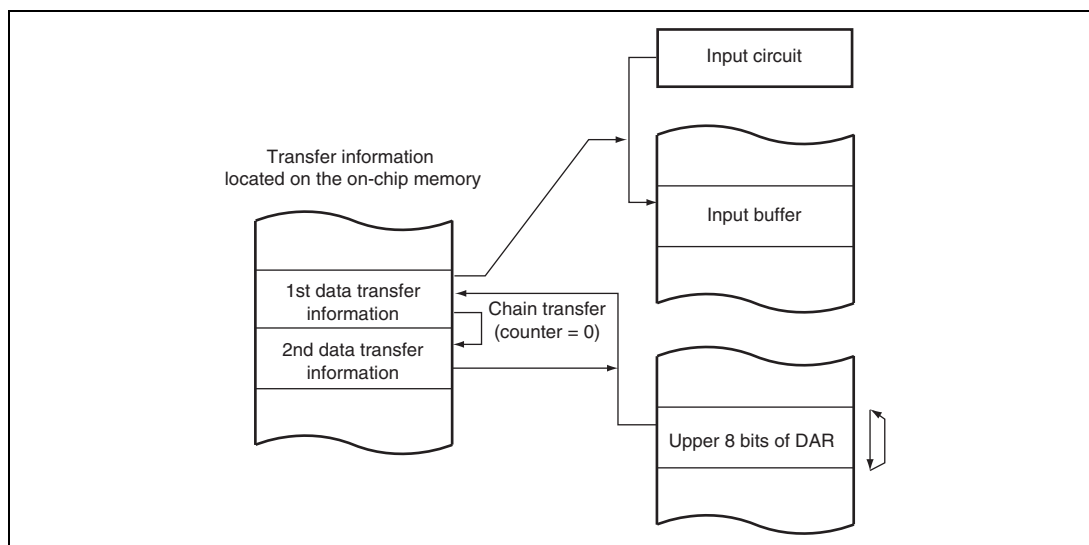 Input circuit
Transfer information
located on the on-chip memory
Input buffer
1st data transfer
information
Chain transfer
(counter = 0)
2nd data transfer
information
Upper 8 bits of DAR